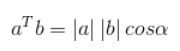 a^T b = |a| |b| cosα